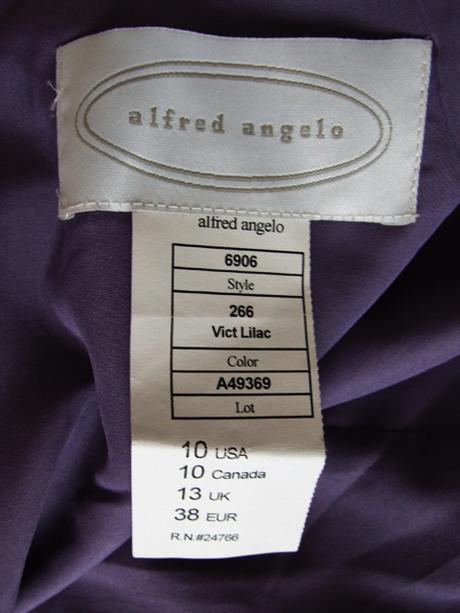 alfred angelo
alfred angelo
6906
Style
266
Vict Lilac
Color
A49369
Lot
10 USA
10 Canada
13 UK
38 EUR
R.N.#24766